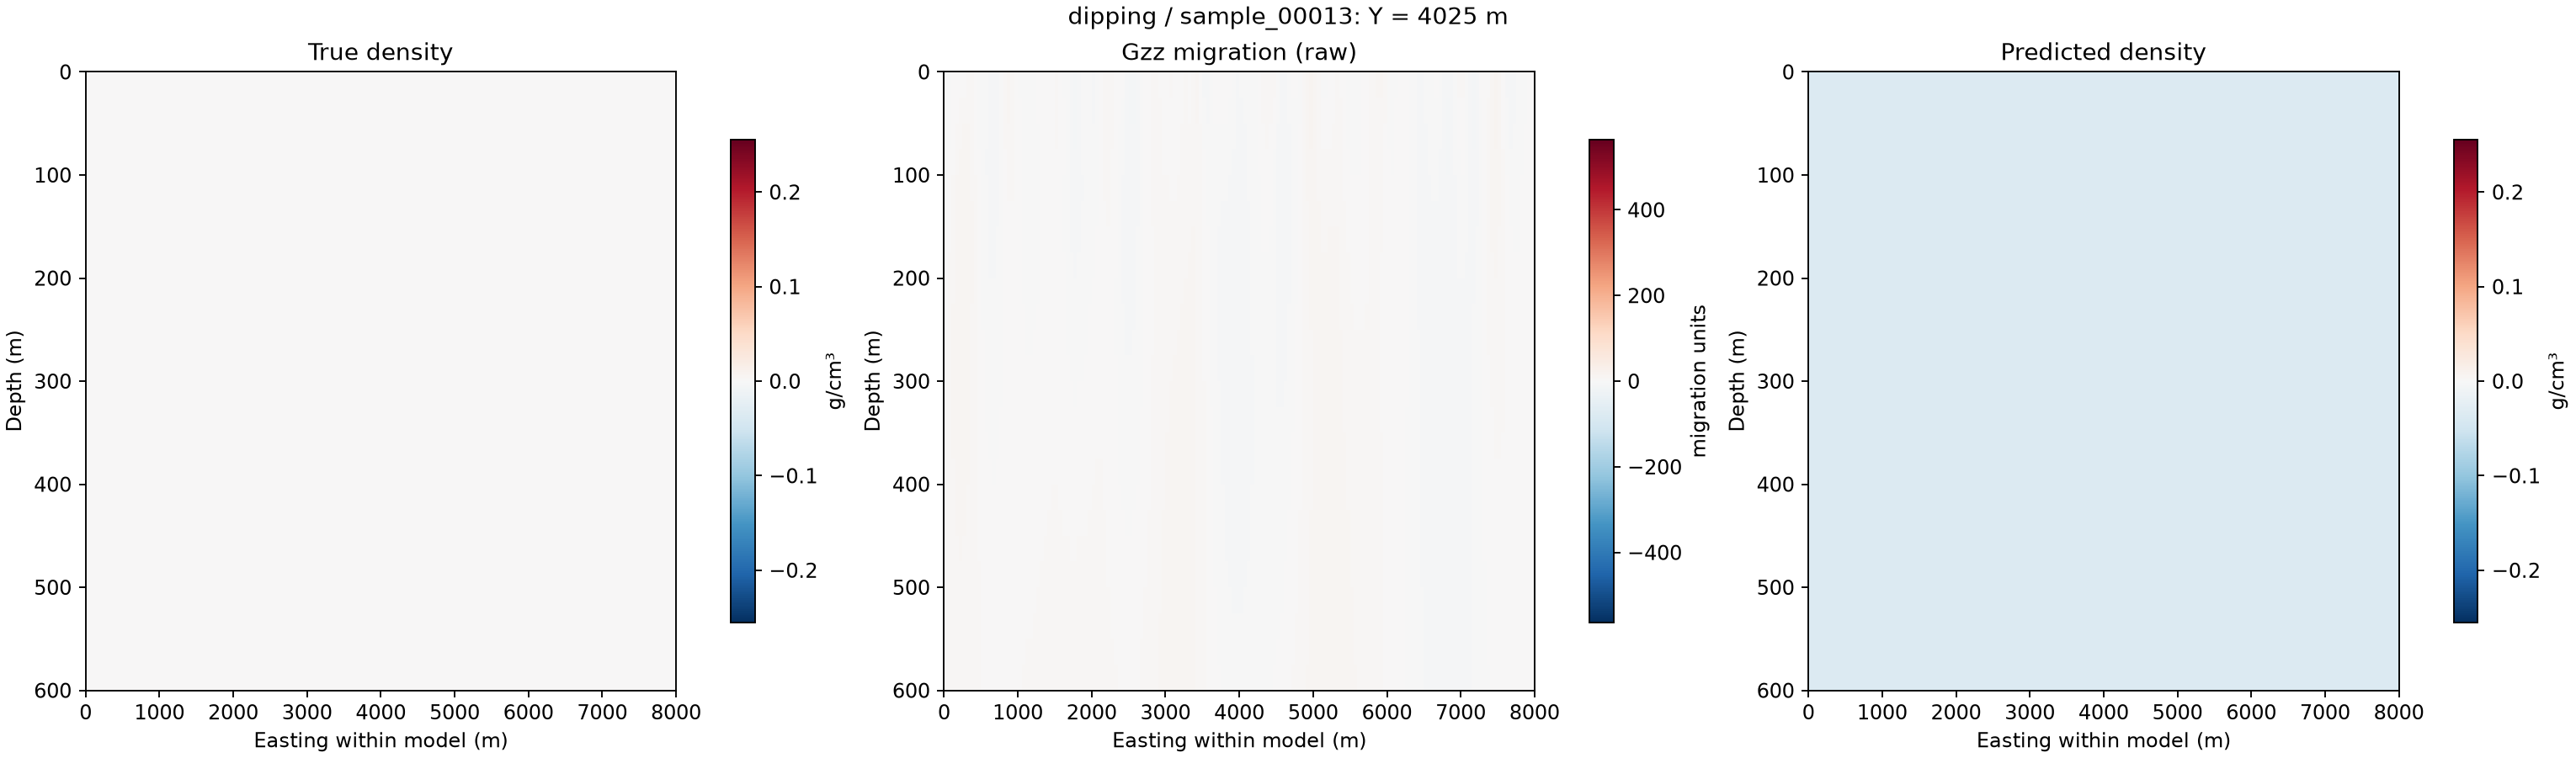 dipping / sample_00013: Y = 4025 m
True density
0
100
200
300
400
500
600
Depth (m)
0 1000 2000 3000 4000 5000 6000 7000 8000
Easting within model (m)
0.2
0.1
0.0
−0.1
−0.2
g/cm³
Gzz migration (raw)
0
100
200
300
400
500
600
Depth (m)
0 1000 2000 3000 4000 5000 6000 7000 8000
Easting within model (m)
400
200
0
−200
−400
migration units
Predicted density
0
100
200
300
400
500
600
Depth (m)
0 1000 2000 3000 4000 5000 6000 7000 8000
Easting within model (m)
0.2
0.1
0.0
−0.1
−0.2
g/cm³